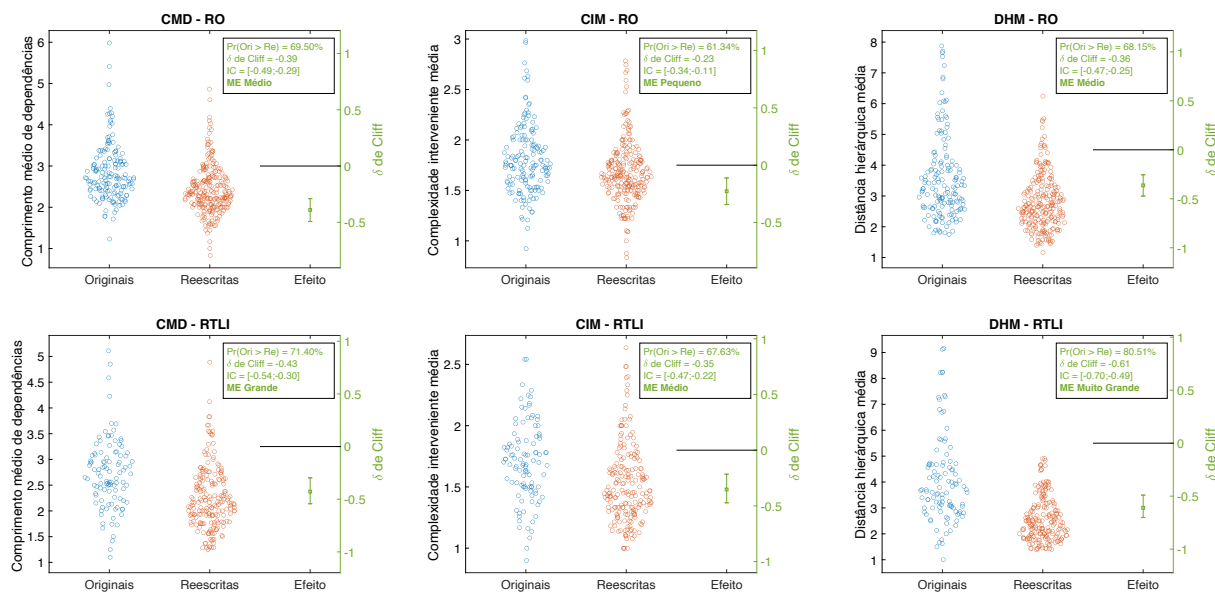 CMD - RO
Comprimento médio de dependências
6
5
4
3
2
1
Pr(Ori > Re) = 69.50%
δ de Cliff = -0.39
IC = [-0.49;-0.29]
ME Médio
1
0.5
0
-0.5
-1
δ de Cliff
Originais Reescritas Efeito
CIM - RO
Complexidade interveniente média
3
2.5
2
1.5
1
Pr(Ori > Re) = 61.34%
δ de Cliff = -0.23
IC = [-0.34;-0.11]
ME Pequeno
1
0.5
0
-0.5
-1
δ de Cliff
Originais Reescritas Efeito
DHM - RO
Distância hierárquica média
8
7
6
5
4
3
2
1
Pr(Ori > Re) = 68.15%
δ de Cliff = -0.36
IC = [-0.47;-0.25]
ME Médio
1
0.5
0
-0.5
-1
δ de Cliff
Originais Reescritas Efeito
CMD - RTLI
Comprimento médio de dependências
5
4.5
4
3.5
3
2.5
2
1.5
1
Pr(Ori > Re) = 71.40%
δ de Cliff = -0.43
IC = [-0.54;-0.30]
ME Grande
1
0.5
0
-0.5
-1
δ de Cliff
Originais Reescritas Efeito
CIM - RTLI
Complexidade interveniente média
2.5
2
1.5
1
Pr(Ori > Re) = 67.63%
δ de Cliff = -0.35
IC = [-0.47;-0.22]
ME Médio
1
0.5
0
-0.5
-1
δ de Cliff
Originais Reescritas Efeito
DHM - RTLI
Distância hierárquica média
9
8
7
6
5
4
3
2
1
Pr(Ori > Re) = 80.51%
δ de Cliff = -0.61
IC = [-0.70;-0.49]
ME Muito Grande
1
0.5
0
-0.5
-1
δ de Cliff
Originais Reescritas Efeito